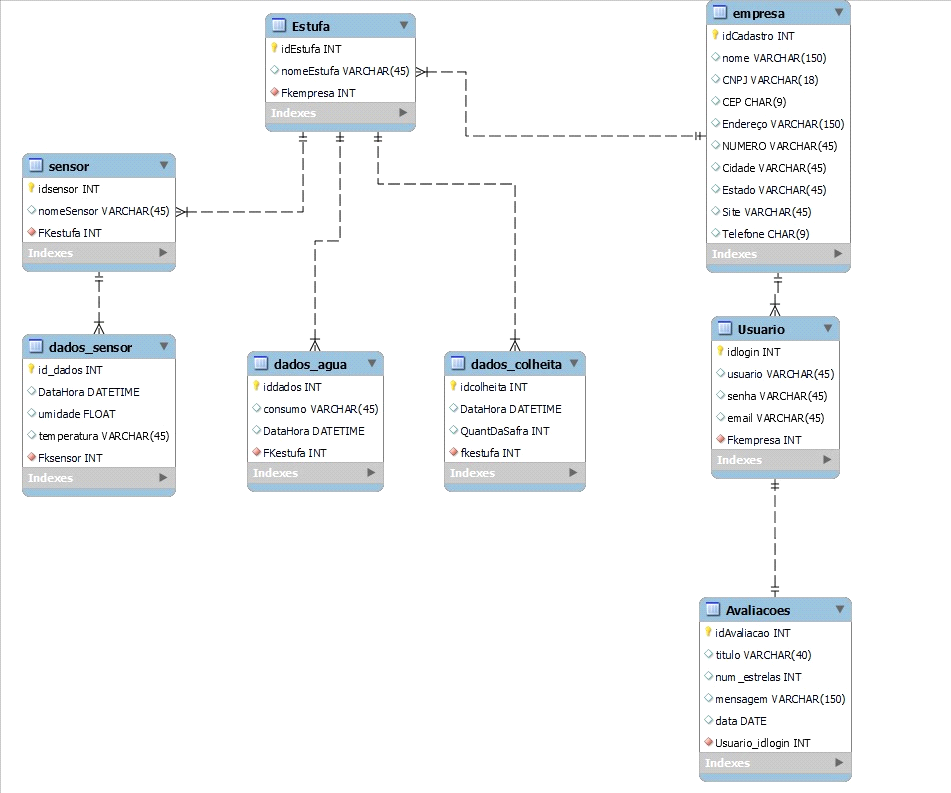 Estufa
idEstufa INT
nomeEstufa VARCHAR(45)
Fkempresa INT
Indexes
empresa
idCadastro INT
nome VARCHAR(150)
CNPJ VARCHAR(18)
CEP CHAR(9)
Endereço VARCHAR(150)
NUMERO VARCHAR(45)
Cidade VARCHAR(45)
Estado VARCHAR(45)
Site VARCHAR(45)
Telefone CHAR(9)
Indexes
sensor
idsensor INT
nomeSensor VARCHAR(45)
FKestufa INT
Indexes
dados_sensor
id_dados INT
DataHora DATETIME
umidade FLOAT
temperatura VARCHAR(45)
Fksensor INT
Indexes
dados_agua
iddados INT
consumo VARCHAR(45)
DataHora DATETIME
FKestufa INT
Indexes
dados_colheita
idcolheita INT
DataHora DATETIME
QuantDaSafra INT
fkestufa INT
Indexes
Usuario
idlogin INT
usuario VARCHAR(45)
senha VARCHAR(45)
email VARCHAR(45)
Fkempresa INT
Indexes
Avaliacoes
idAvaliacao INT
titulo VARCHAR(40)
num_estrelas INT
mensagem VARCHAR(150)
data DATE
Usuario_idlogin INT
Indexes